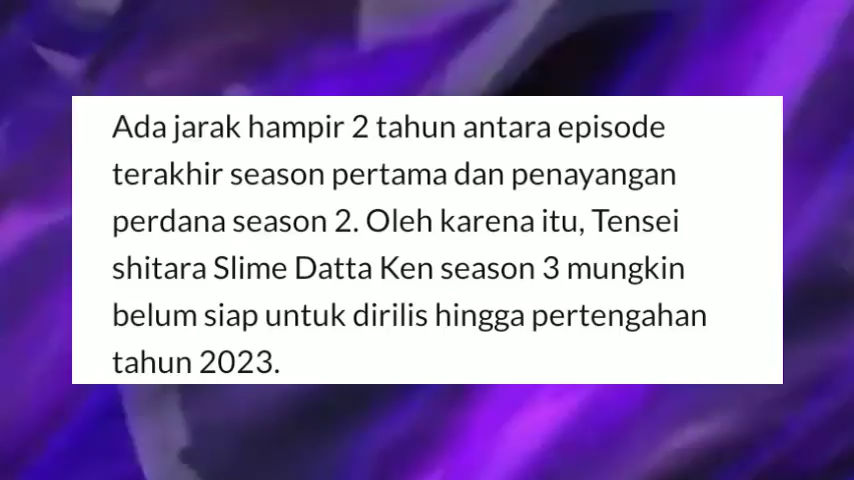 Ada jarak hampir 2 tahun antara episode
terakhir season pertama dan penayangan
perdana season 2. Oleh karena itu, Tensei
shitara Slime Datta Ken season 3 mungkin
belum siap untuk dirilis hingga pertengahan
tahun 2023.